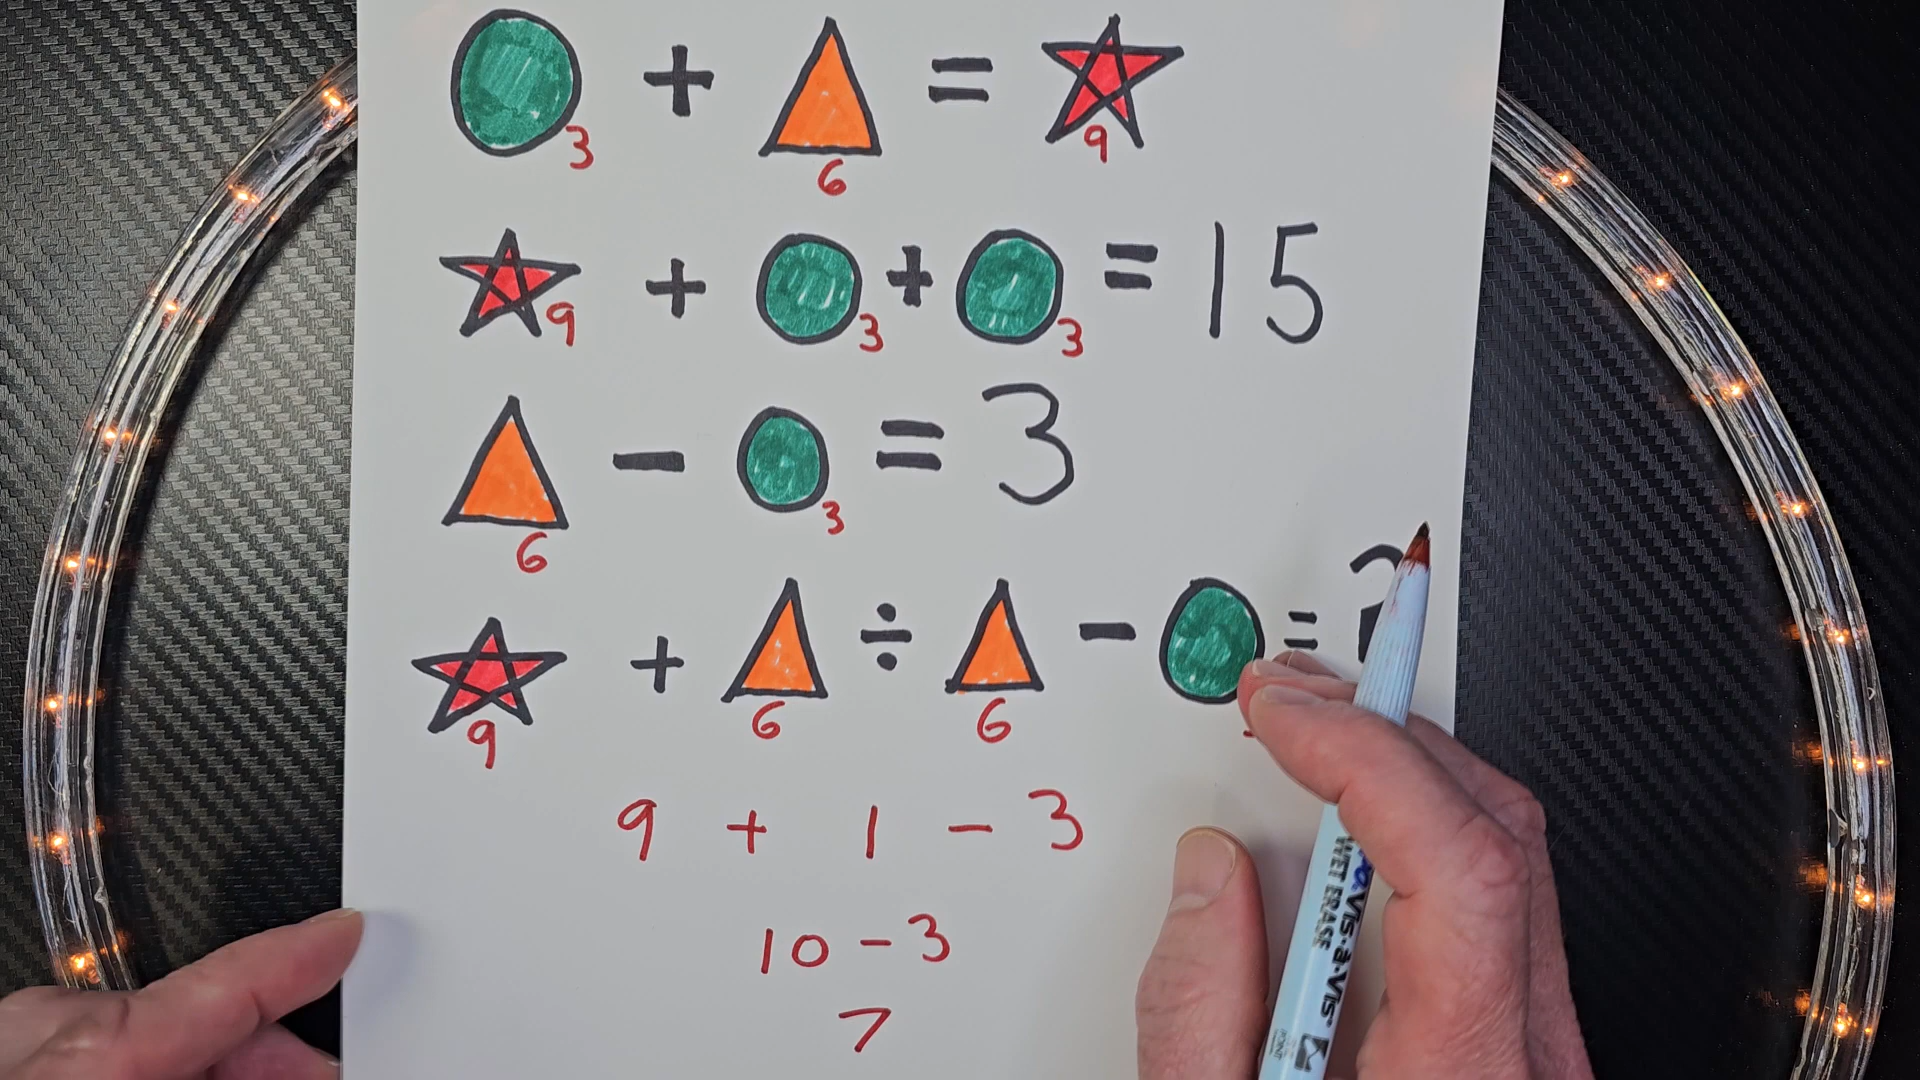 + =
3 6 9
+ + = 15
9 3 3
- = 3
6 3
+ ÷ - =
9 6 6
9 + 1 - 3
10 - 3
7
Vis-à-Vis
WET ERASE